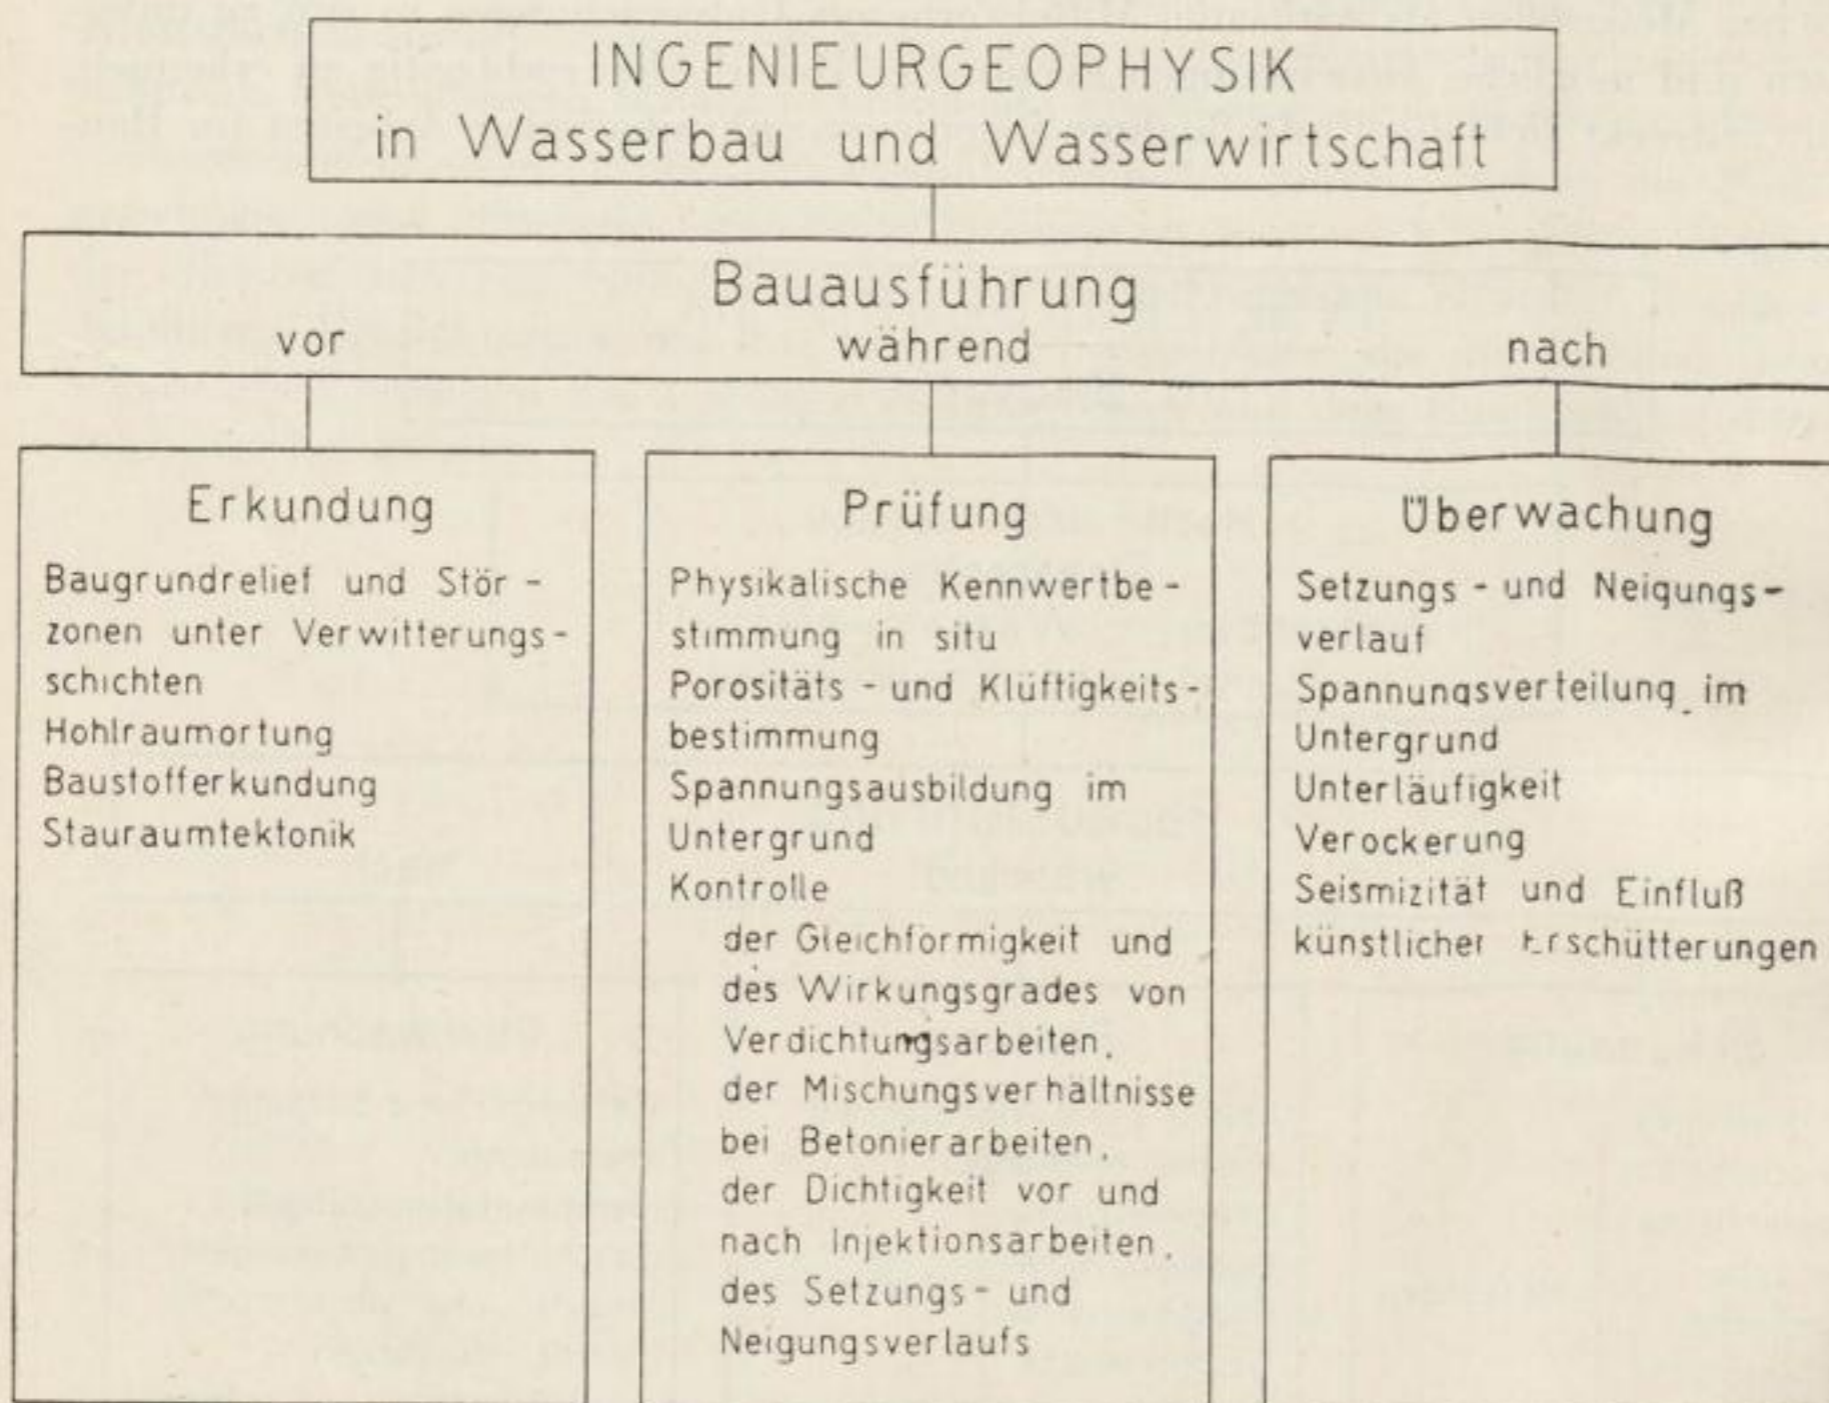 INGENIEURGEOPHYSIK
in Wasserbau und Wasserwirtschaft
Bauausführung
vor während nach
Erkundung
Baugrundrelief und Stör-
zonen unter Verwitterungs-
schichten
Hohlraumortung
Baustofferkundung
Stauraumtektonik
Prüfung
Physikalische Kennwertbe-
stimmung in situ
Porositäts- und Klüftigkeits-
bestimmung
Spannungsausbildung im
Untergrund
Kontrolle
der Gleichförmigkeit und
des Wirkungsgrades von
Verdichtungsarbeiten,
der Mischungsverhältnisse
bei Betonierarbeiten,
der Dichtigkeit vor und
nach Injektionsarbeiten,
des Setzungs- und
Neigungsverlaufs
Überwachung
Setzungs- und Neigungs-
verlauf
Spannungsverteilung im
Untergrund
Unterläufigkeit
Verockerung
Seismizität und Einfluß
künstlicher Erschütterungen